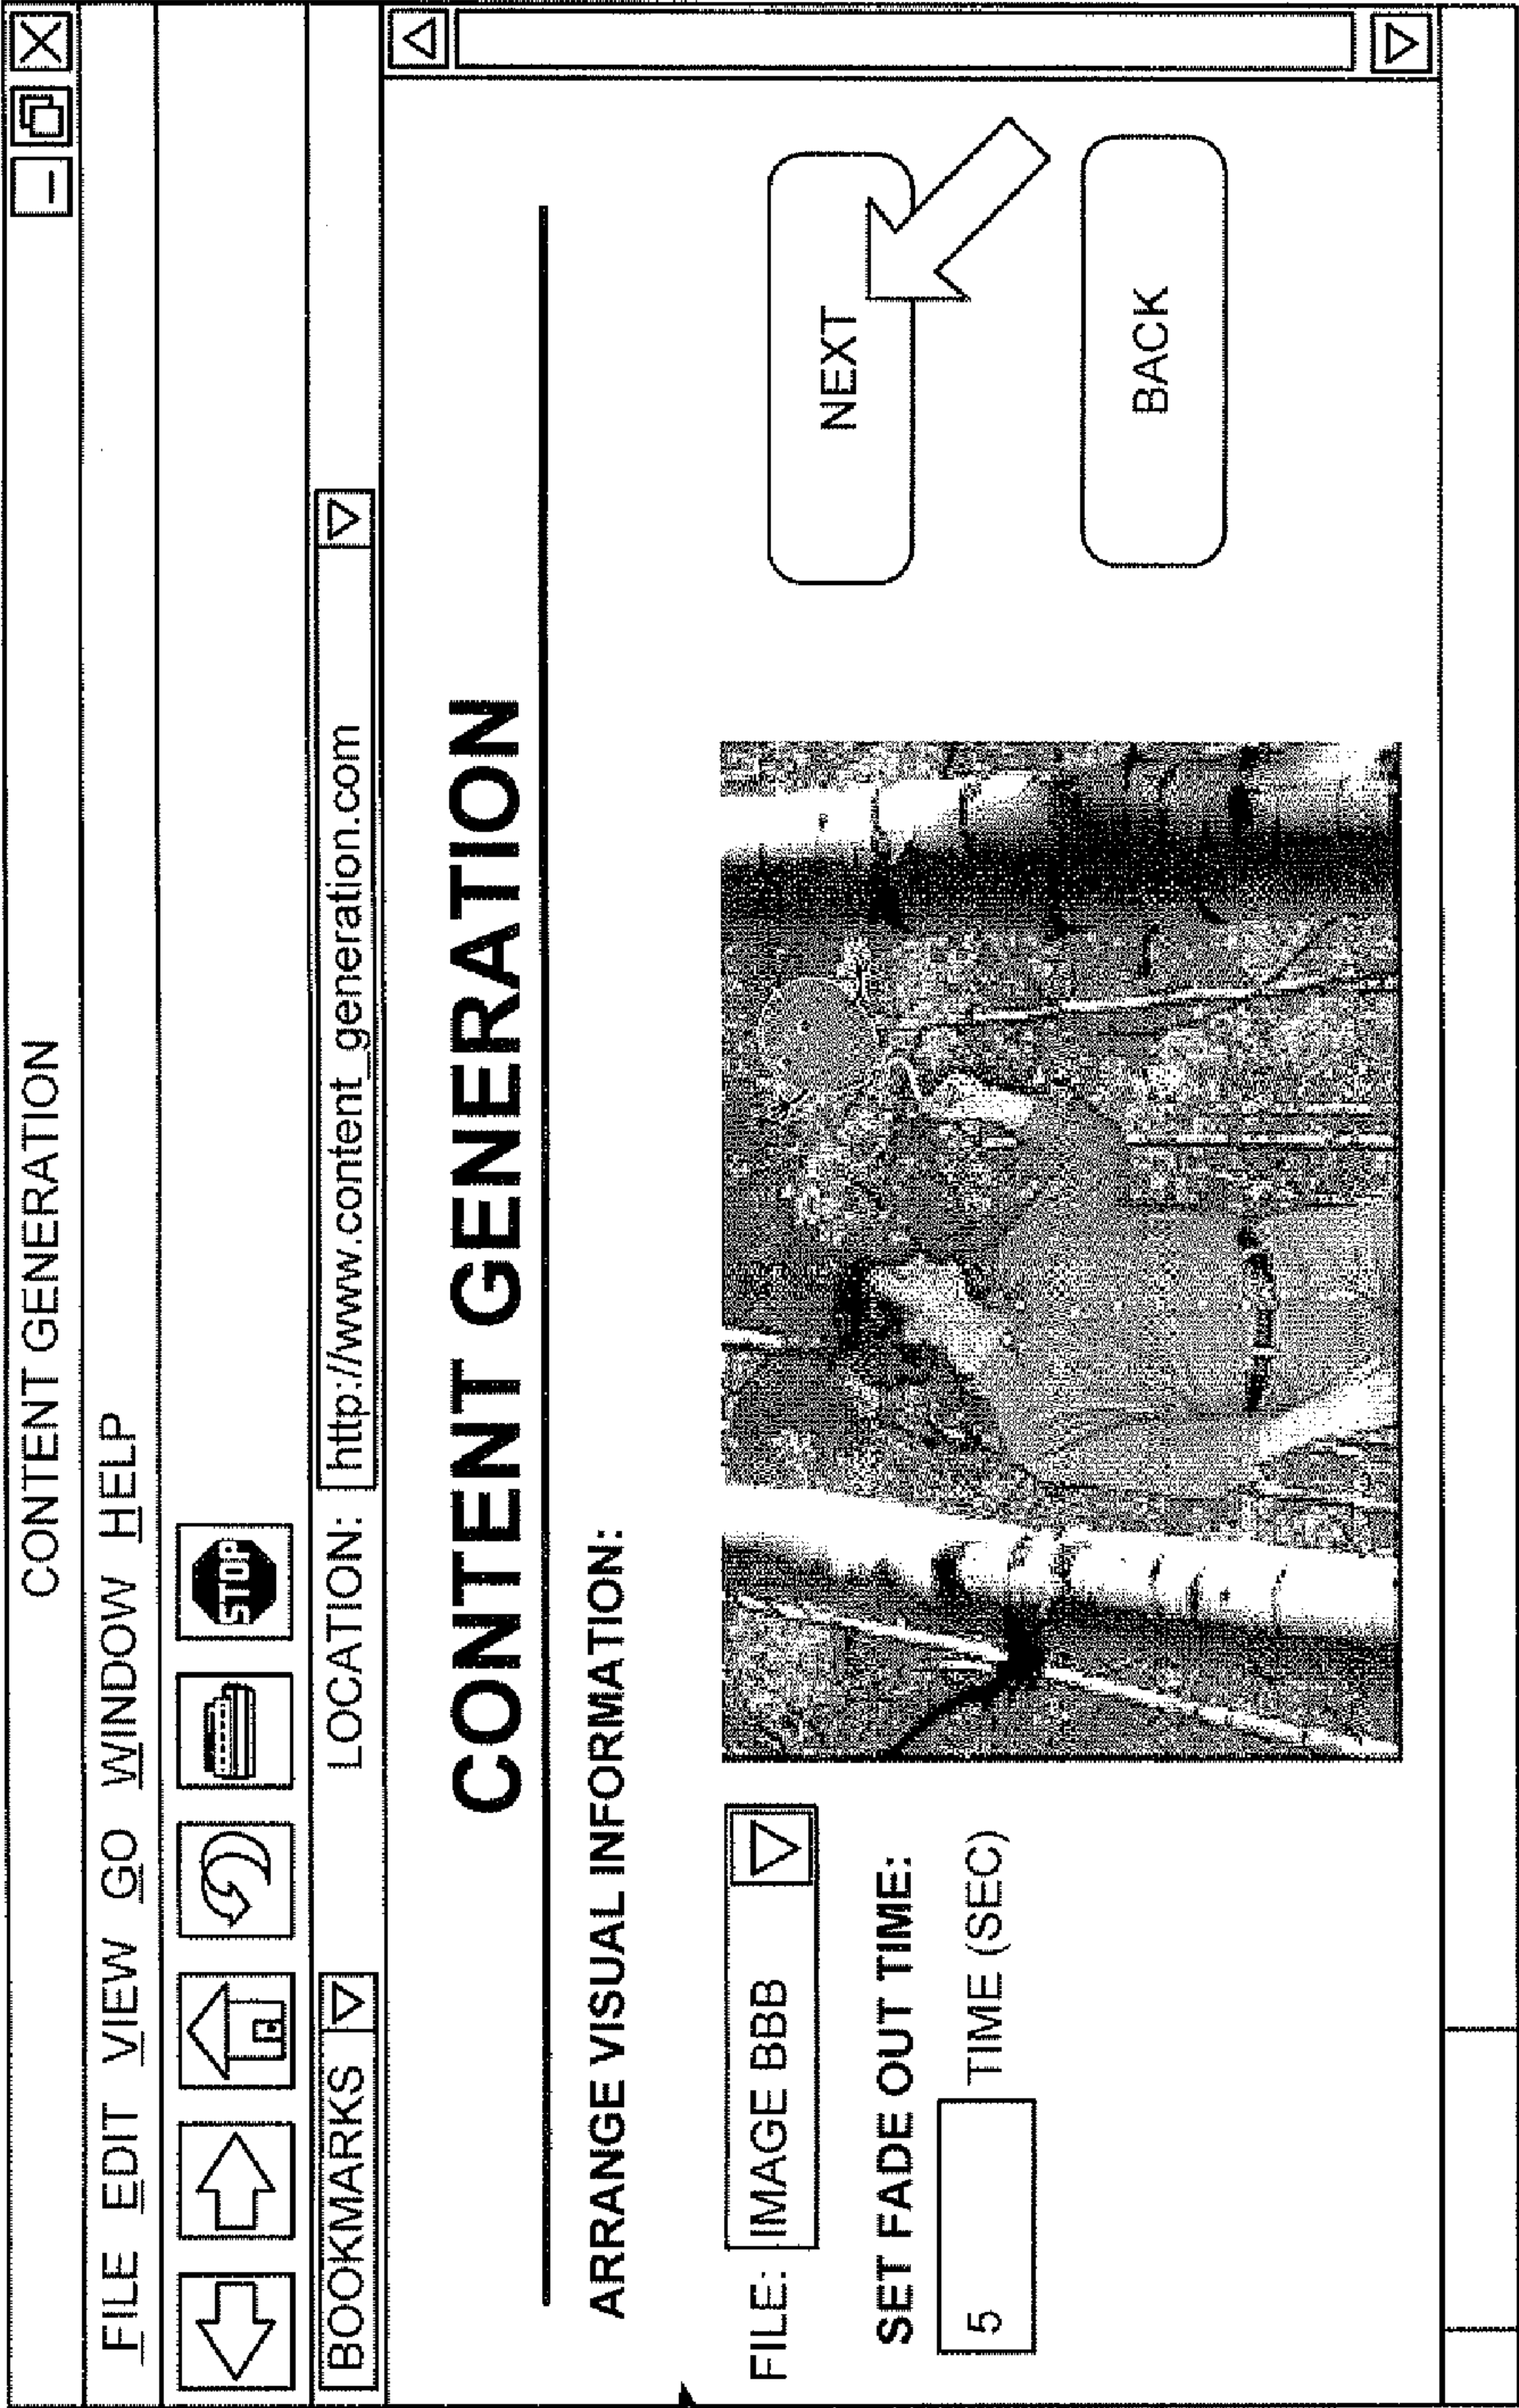 CONTENT GENERATION
FILE EDIT VIEW GO WINDOW HELP
STOP
BOOKMARKS LOCATION: http://www.content_generation.com
CONTENT GENERATION
ARRANGE VISUAL INFORMATION:
FILE: IMAGE BBB
SET FADE OUT TIME:
5 TIME (SEC)
NEXT
BACK